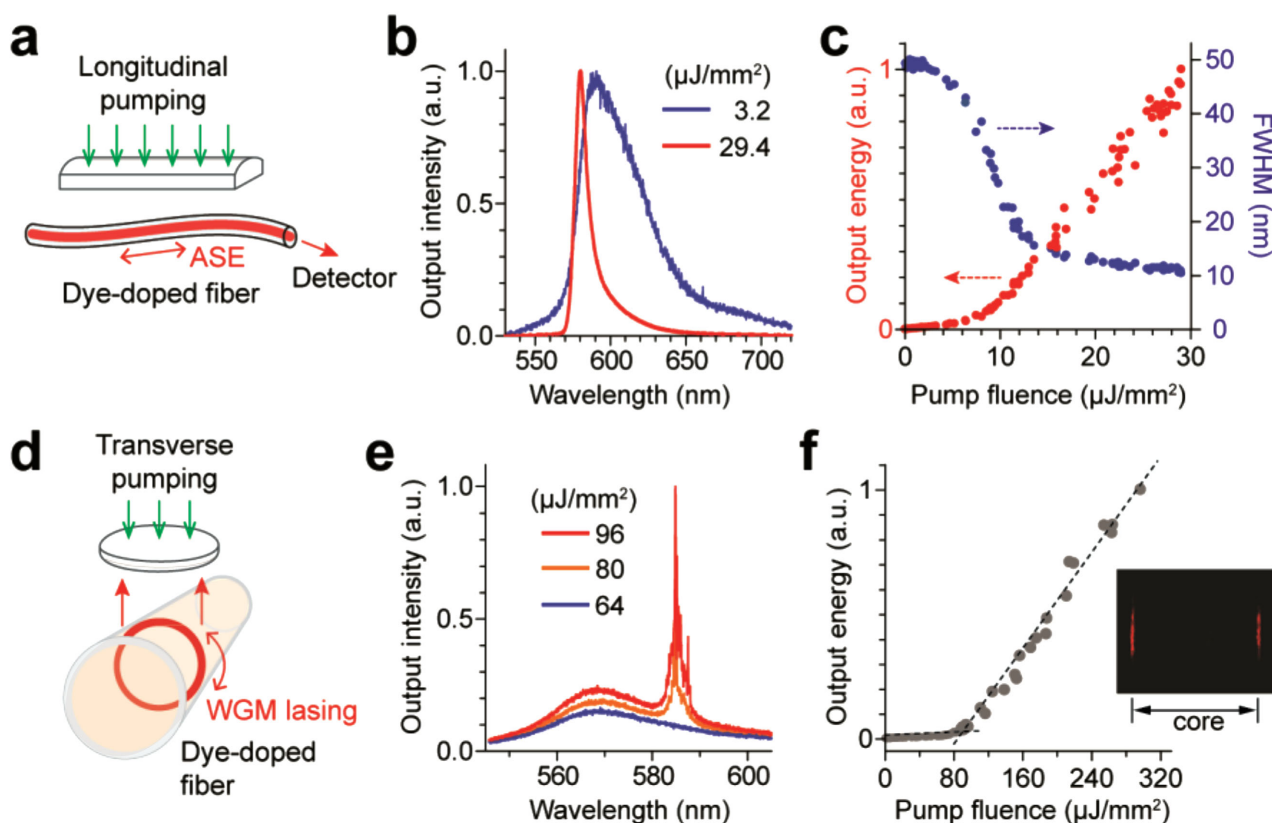 a
Longitudinal
pumping
ASE
Detector
Dye-doped fiber
b
Output intensity (a.u.)
1.0
0.5
0.0
(μJ/mm²)
3.2
29.4
550 600 650 700
Wavelength (nm)
c
Output energy (a.u.)
1
1
50
40
30
20
10
0
FWHM (nm)
0 10 20 30
Pump fluence (μJ/mm²)
d
Transverse
pumping
WGM lasing
Dye-doped
fiber
e
Output intensity (a.u.)
1.0
0.5
0.0
(μJ/mm²)
96
80
64
560 580 600
Wavelength (nm)
f
Output energy (a.u.)
1
0
core
0 80 160 240 320
Pump fluence (μJ/mm²)